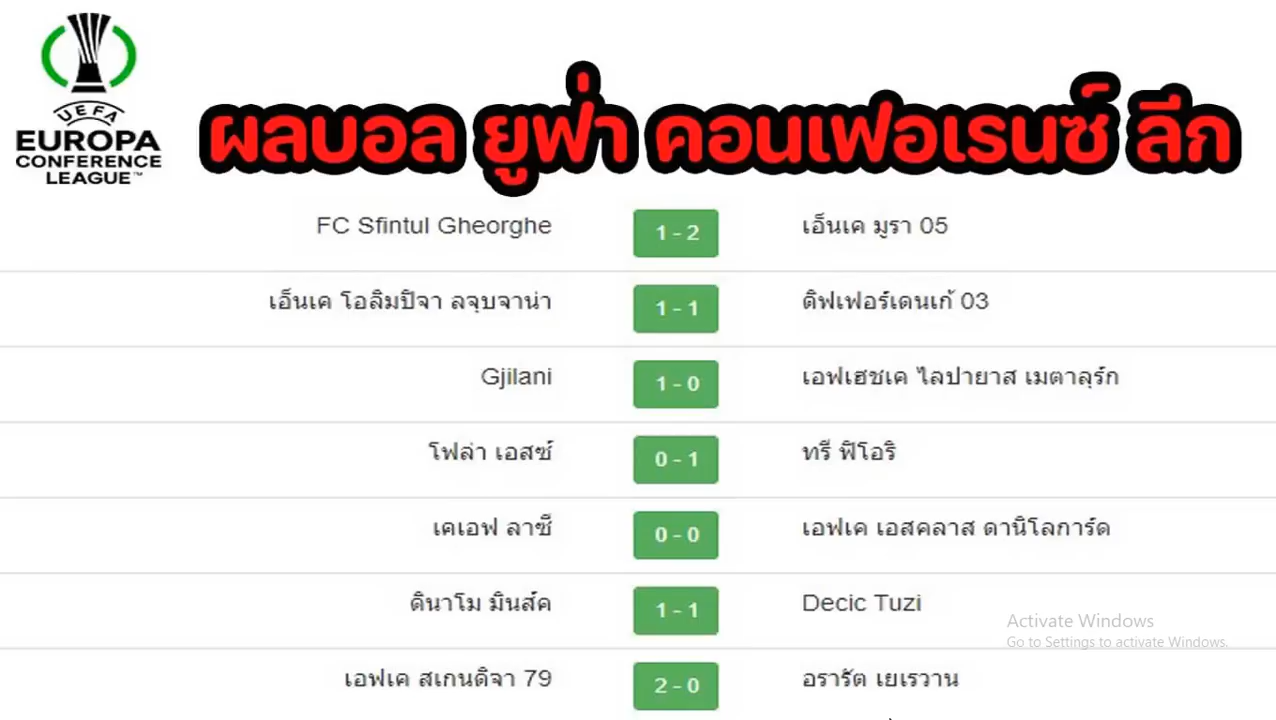 UEFA
EUROPA
CONFERENCE
LEAGUE™
ผลบอล ยูฟ่า คอนเฟอเรนซ์ ลีก
FC Sfintul Gheorghe 1 - 2 เอ็นเค มูรา 05
เอ็นเค โอลิมปิจา ลจุบจาน่า 1 - 1 ดิฟเฟอร์เดนเก้ 03
Gjilani 1 - 0 เอฟเฮชเค ไลปายาส เมตาลุร์ก
โฟล่า เอสซ์ 0 - 1 ทรี ฟิโอริ
เคเอฟ ลาซี 0 - 0 เอฟเค เอสคลาส ดานิโลการ์ด
ดินาโม มินส์ค 1 - 1 Decic Tuzi
Activate Windows
Go to Settings to activate Windows.
เอฟเค สเกนดิจา 79 2 - 0 อรารัต เยเรวาน